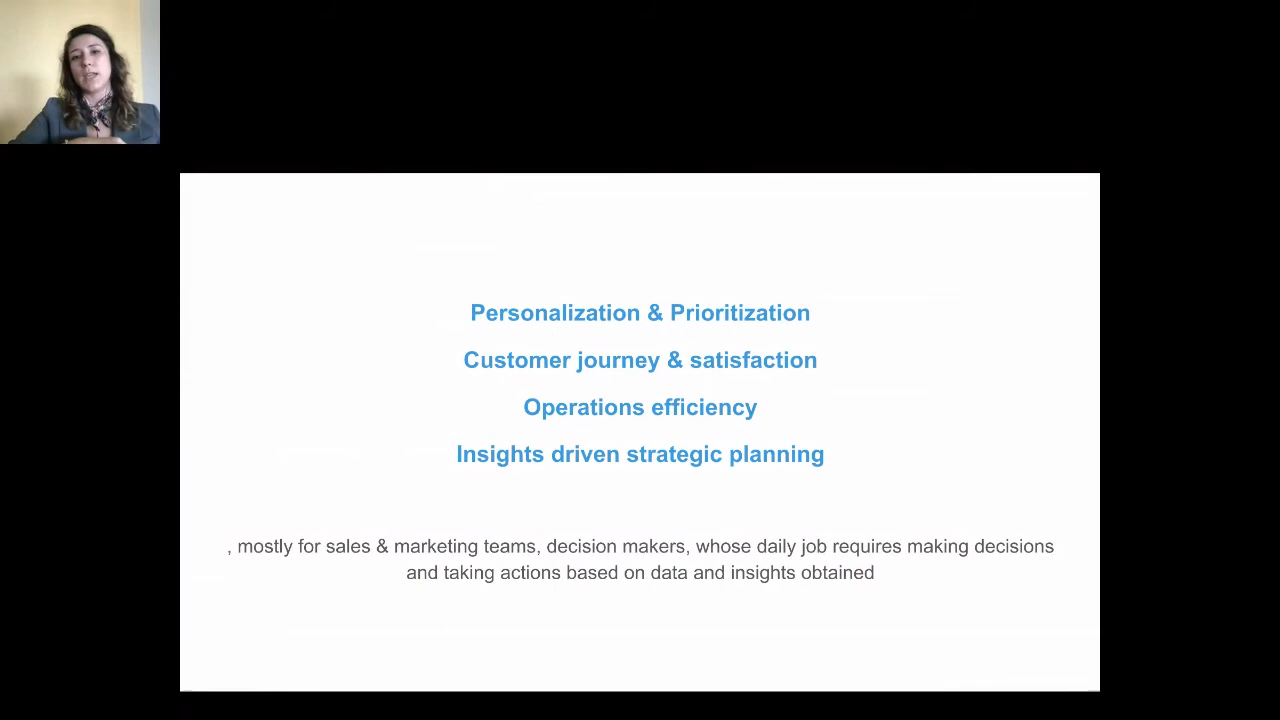 Personalization & Prioritization
Customer journey & satisfaction
Operations efficiency
Insights driven strategic planning
, mostly for sales & marketing teams, decision makers, whose daily job requires making decisions
and taking actions based on data and insights obtained